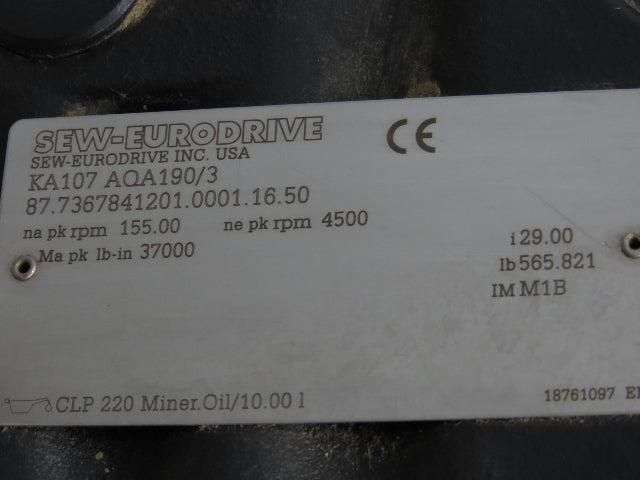 SEW-EURODRIVE CE
SEW-EURODRIVE INC. USA
KA107 AQA190/3
87.7367841201.0001.16.50
na pk rpm 155.00 ne pk rpm 4500
i 29.00
Ma pk lb-in 37000
lb 565.821
IM M1B
CLP 220 Miner.Oil/10.00 l
18761097